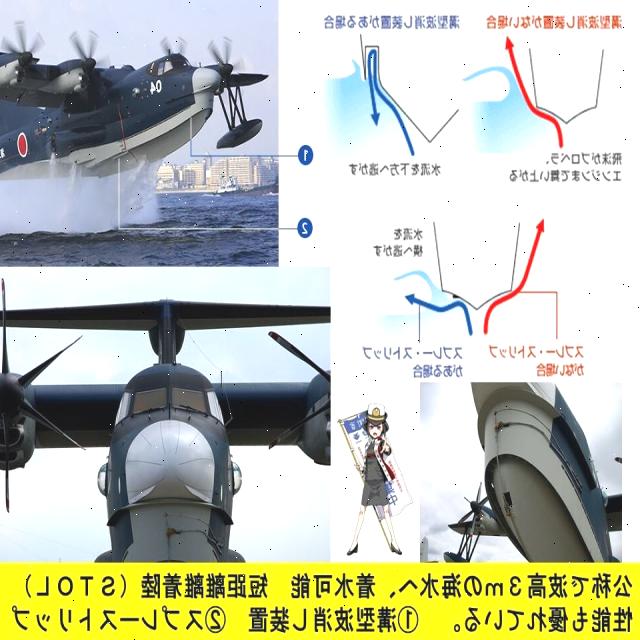 溝型波消し装置がない場合
溝型波消し装置がある場合
飛沫がプロペラ、
エンジンまで舞い上がる
水流を下方へ逃がす
水流を
横へ逃がす
スプレー・ストリップ
がない場合
スプレー・ストリップ
がある場合
04
1
2
公称で波高3mの海水へ、着水可能 短距離離着陸（STOL）
性能も優れている。 ①溝型波消し装置 ②スプレーストリップ